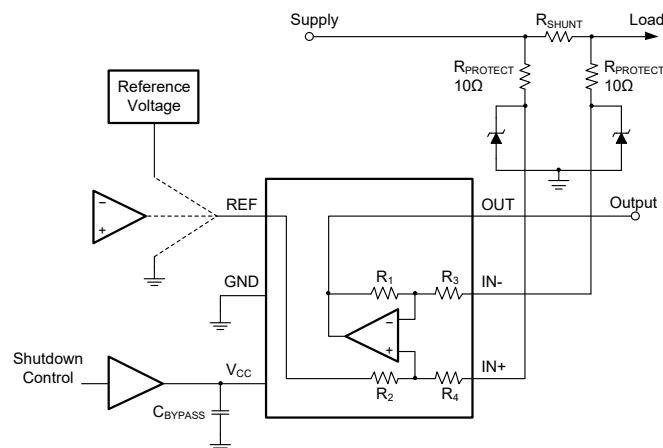 Supply
RSHUNT
Load
RPROTECT
10Ω
RPROTECT
10Ω
Reference
Voltage
−
+
REF
OUT
Output
GND
R1
R3
IN-
−
+
IN+
R2
R4
Shutdown
Control
VCC
CBYPASS